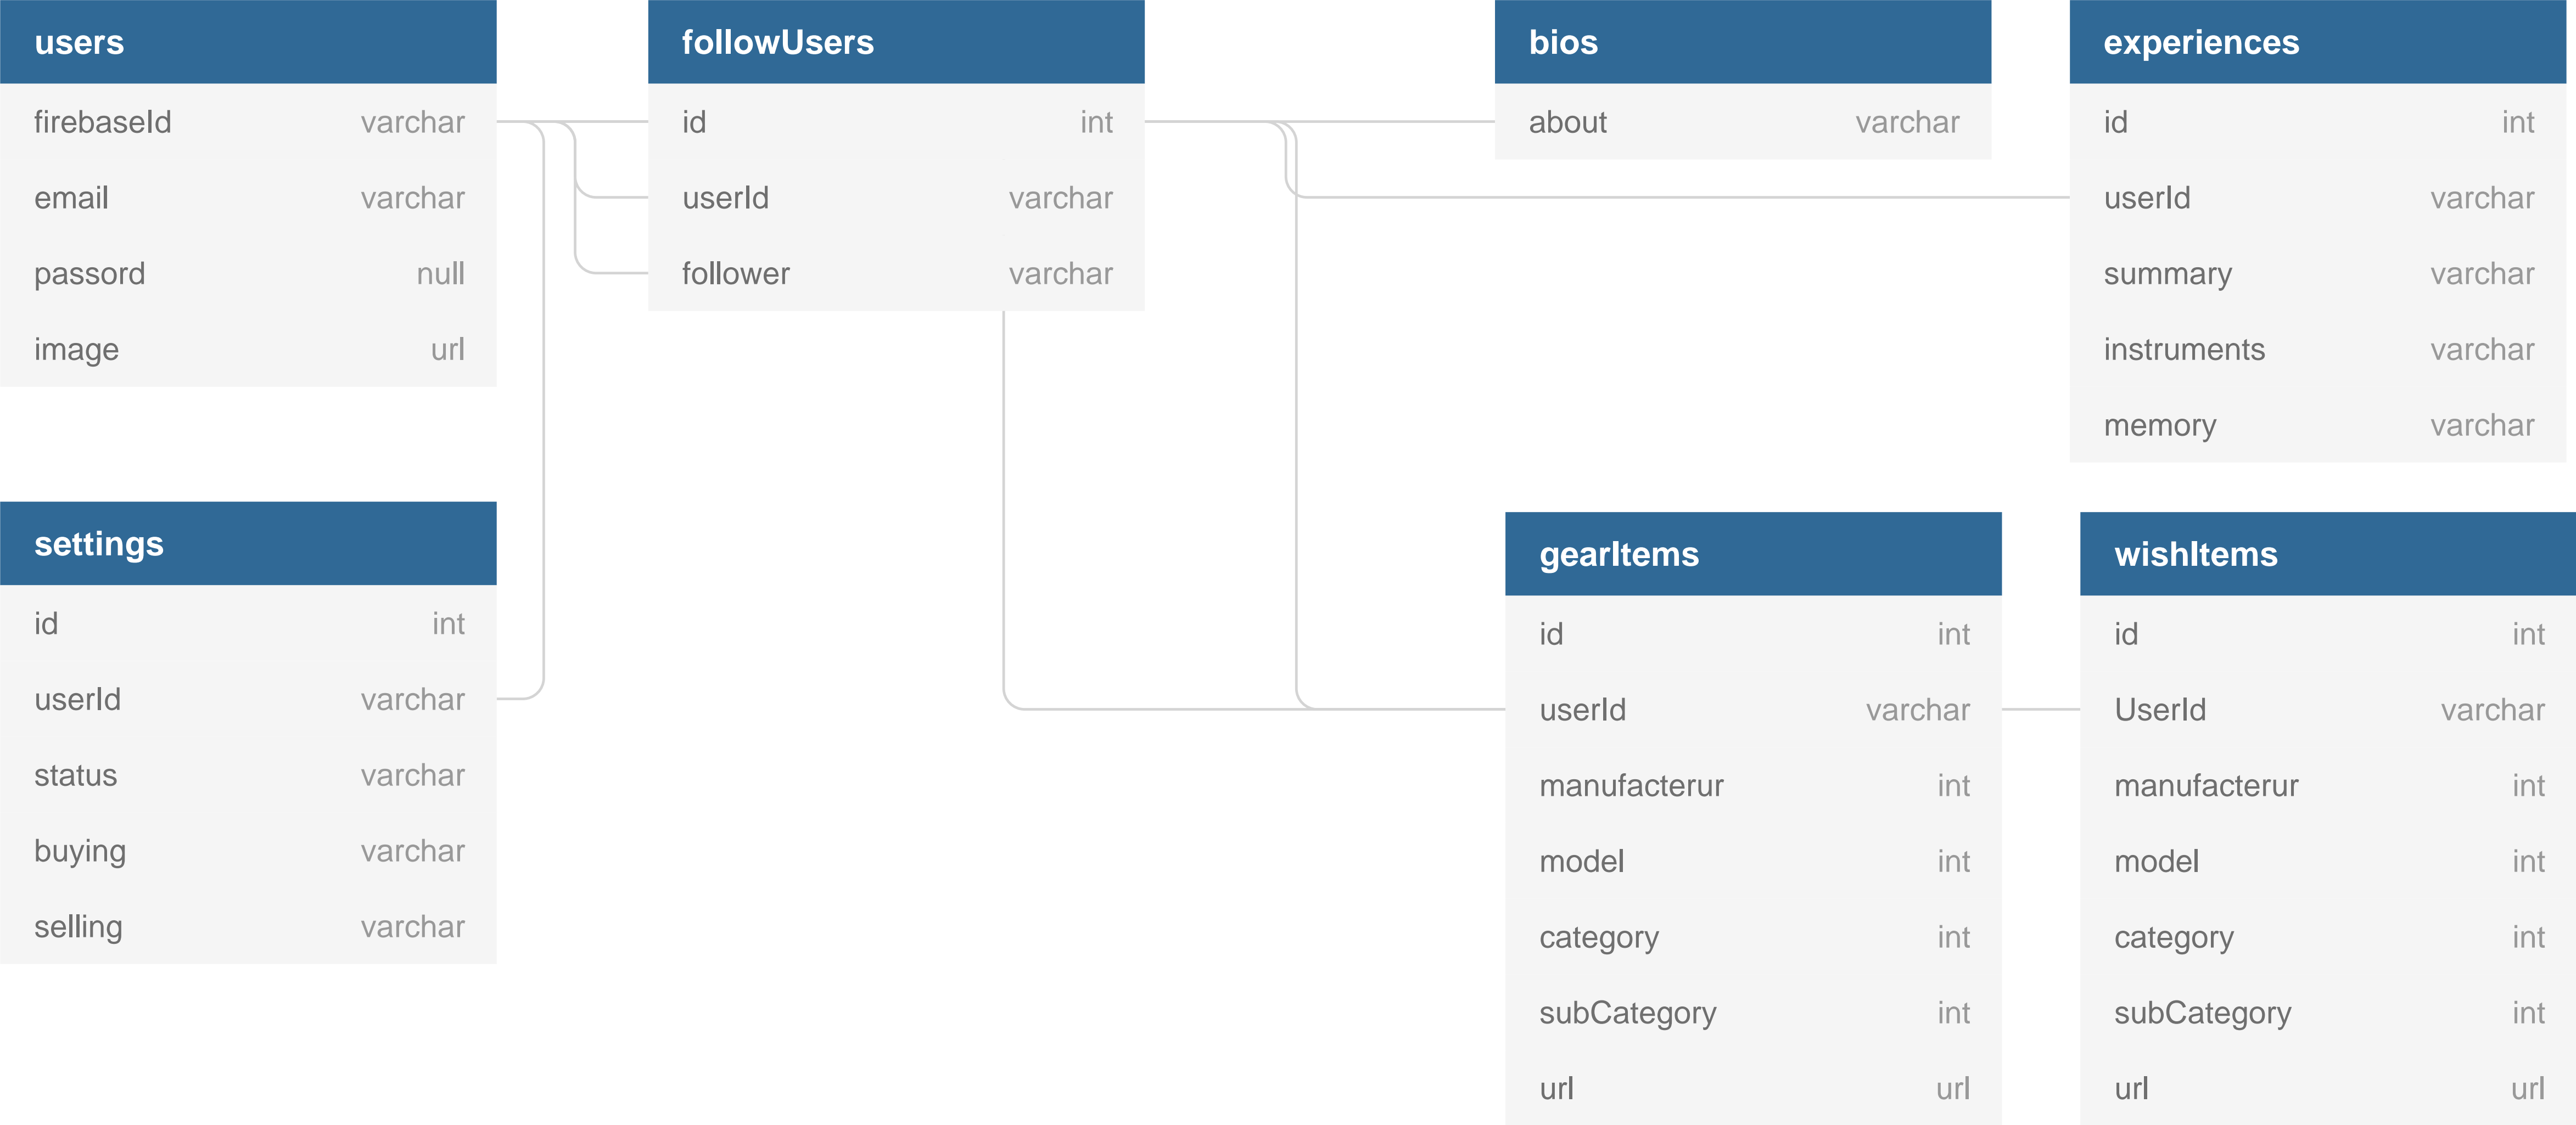 users
firebaseId varchar
email varchar
passord null
image url
followUsers
id int
userId varchar
follower varchar
bios
about varchar
experiences
id int
userId varchar
summary varchar
instruments varchar
memory varchar
settings
id int
userId varchar
status varchar
buying varchar
selling varchar
gearItems
id int
userId varchar
manufacterur int
model int
category int
subCategory int
url url
wishItems
id int
UserId varchar
manufacterur int
model int
category int
subCategory int
url url